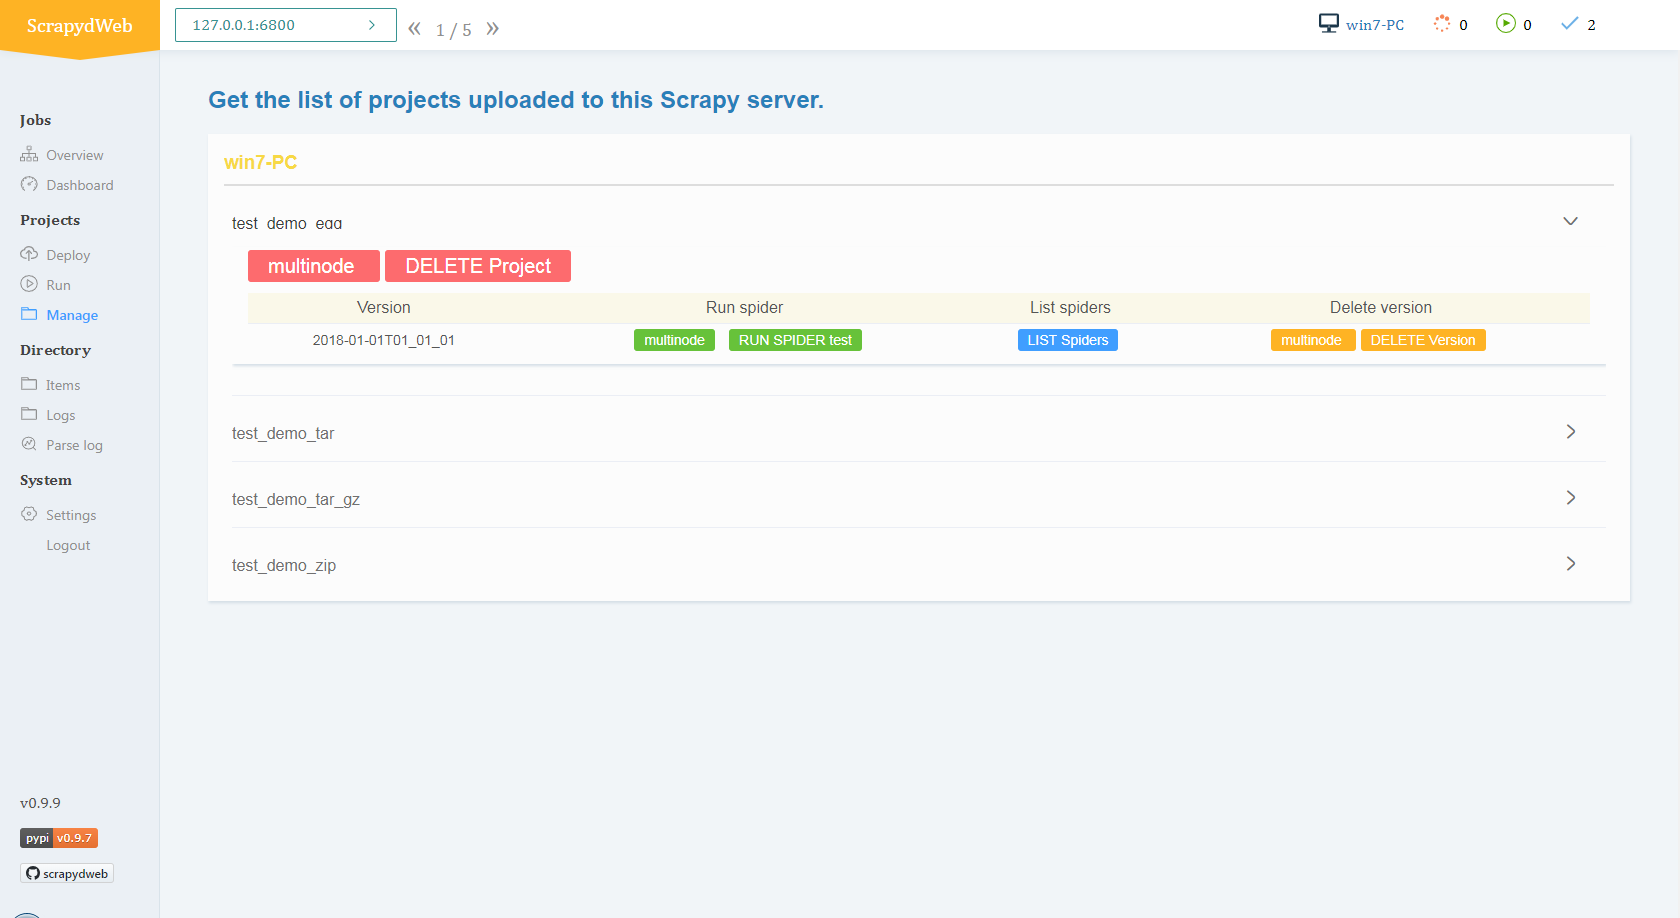 ScrapydWeb
127.0.0.1:6800
« 1 / 5 »
win7-PC 0 0 2
Jobs
Overview
Dashboard
Projects
Deploy
Run
Manage
Directory
Items
Logs
Parse log
System
Settings
Logout
v0.9.9
pypi v0.9.7
scrapydweb
Get the list of projects uploaded to this Scrapy server.
win7-PC
test_demo_egg
multinode DELETE Project
Version Run spider List spiders Delete version
2018-01-01T01_01_01 multinode RUN SPIDER test LIST Spiders multinode DELETE Version
test_demo_tar
test_demo_tar_gz
test_demo_zip